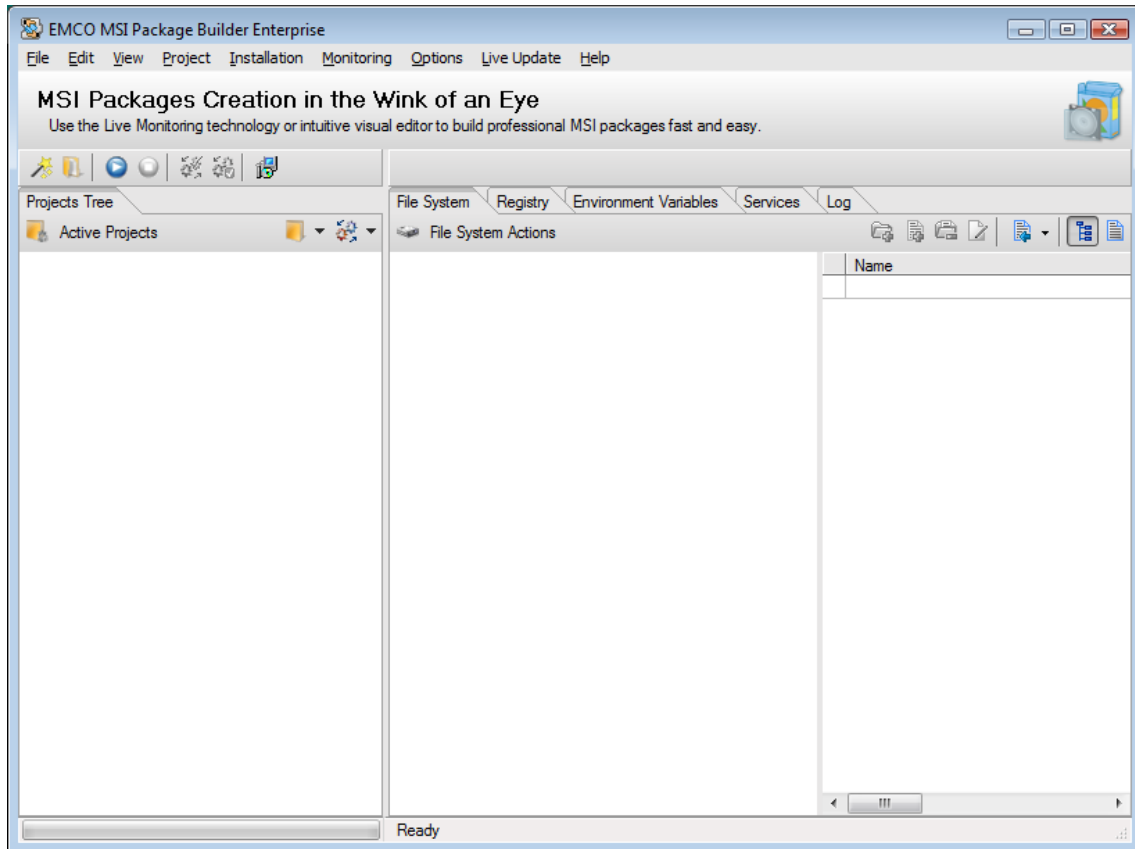 EMCO MSI Package Builder Enterprise
File Edit View Project Installation Monitoring Options Live Update Help
MSI Packages Creation in the Wink of an Eye
Use the Live Monitoring technology or intuitive visual editor to build professional MSI packages fast and easy.
Projects Tree
File System Registry Environment Variables Services Log
Active Projects
File System Actions
Name
Ready